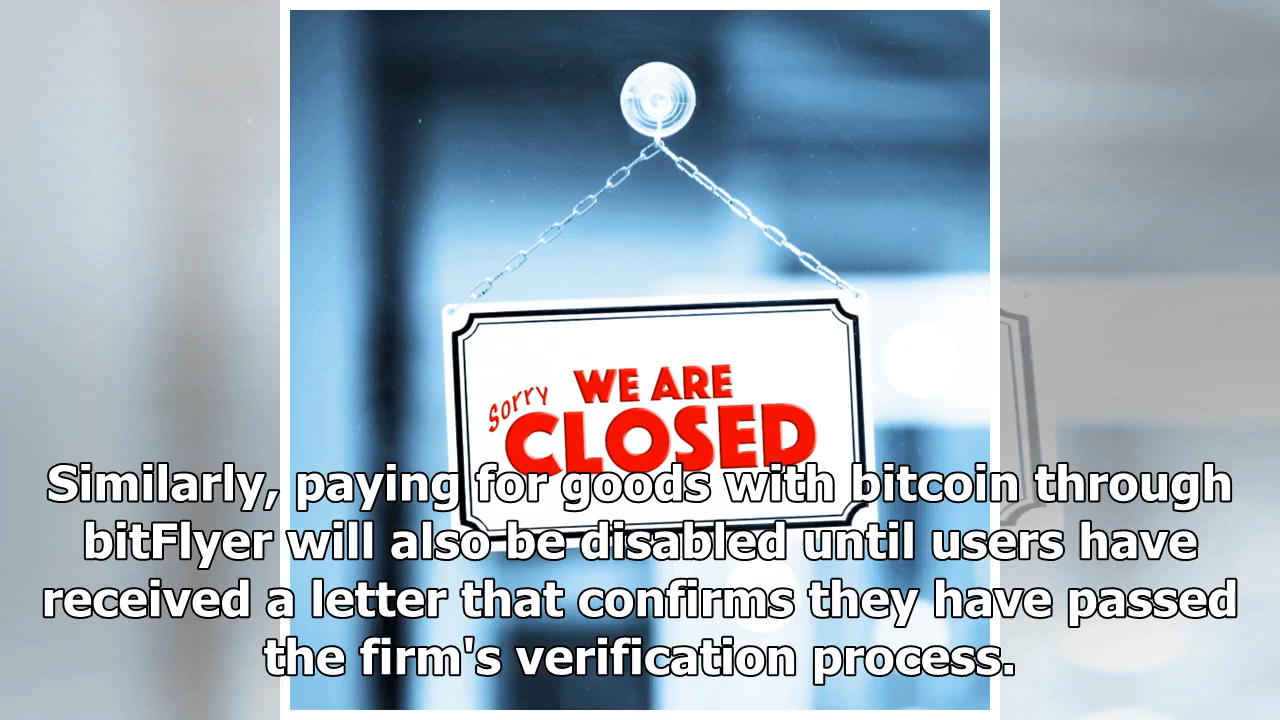 sorry WE ARE
CLOSED
Similarly, paying for goods with bitcoin through
bitFlyer will also be disabled until users have
received a letter that confirms they have passed
the firm's verification process.